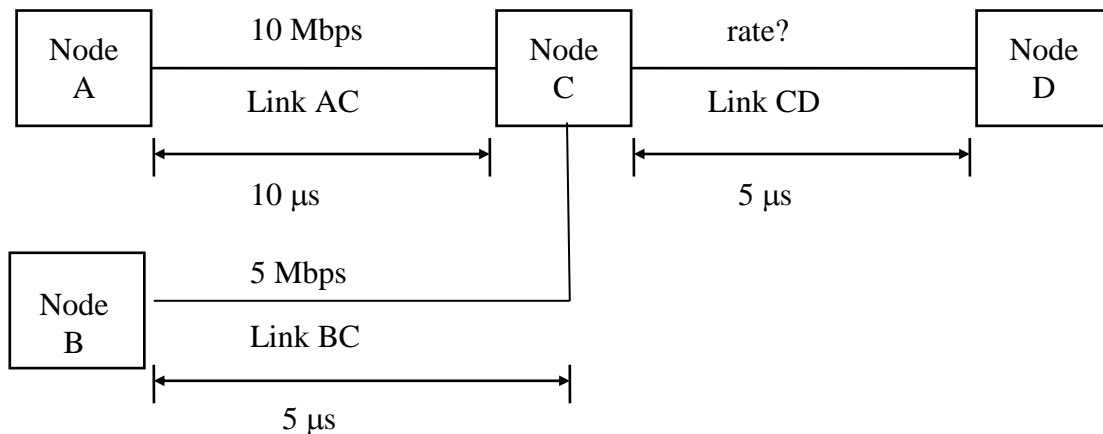 Node
A
10 Mbps
Link AC
10 μs
Node
C
rate?
Link CD
5 μs
Node
D
Node
B
5 Mbps
Link BC
5 μs